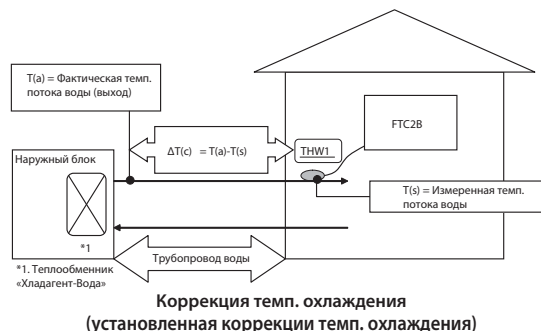 T(a) = Фактическая темп.
потока воды (выход)
FTC2B
ΔT(c) = T(a)-T(s)
THW1
Наружный блок
T(s) = Измеренная темп.
потока воды
*1
Трубопровод воды
*1. Теплообменник
«Хладагент-Вода»
Коррекция темп. охлаждения
(установленная коррекции темп. охлаждения)